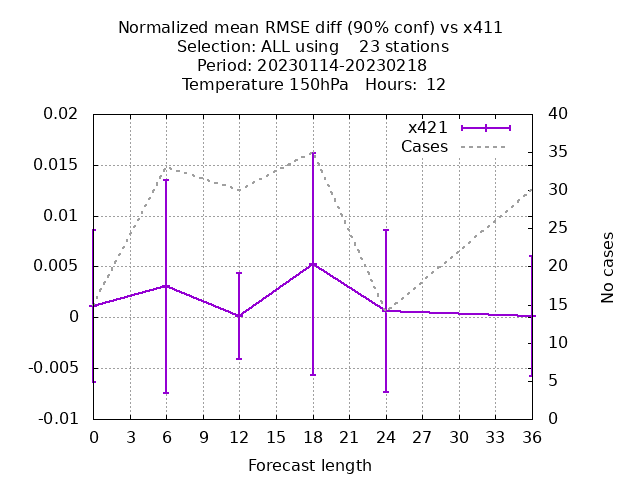 Normalized mean RMSE diff (90% conf) vs x411
Selection: ALL using    23 stations
Period: 20230114-20230218
Temperature 150hPa   Hours:  12
x421
Cases
0.02
0.015
0.01
0.005
0
-0.005
-0.01
40
35
30
25
20
15
10
5
0
No cases
0 3 6 9 12 15 18 21 24 27 30 33 36
Forecast length